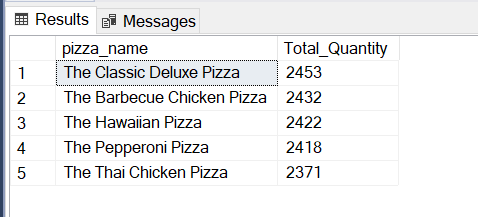 Results Messages
pizza_name Total_Quantity
1 The Classic Deluxe Pizza 2453
2 The Barbecue Chicken Pizza 2432
3 The Hawaiian Pizza 2422
4 The Pepperoni Pizza 2418
5 The Thai Chicken Pizza 2371